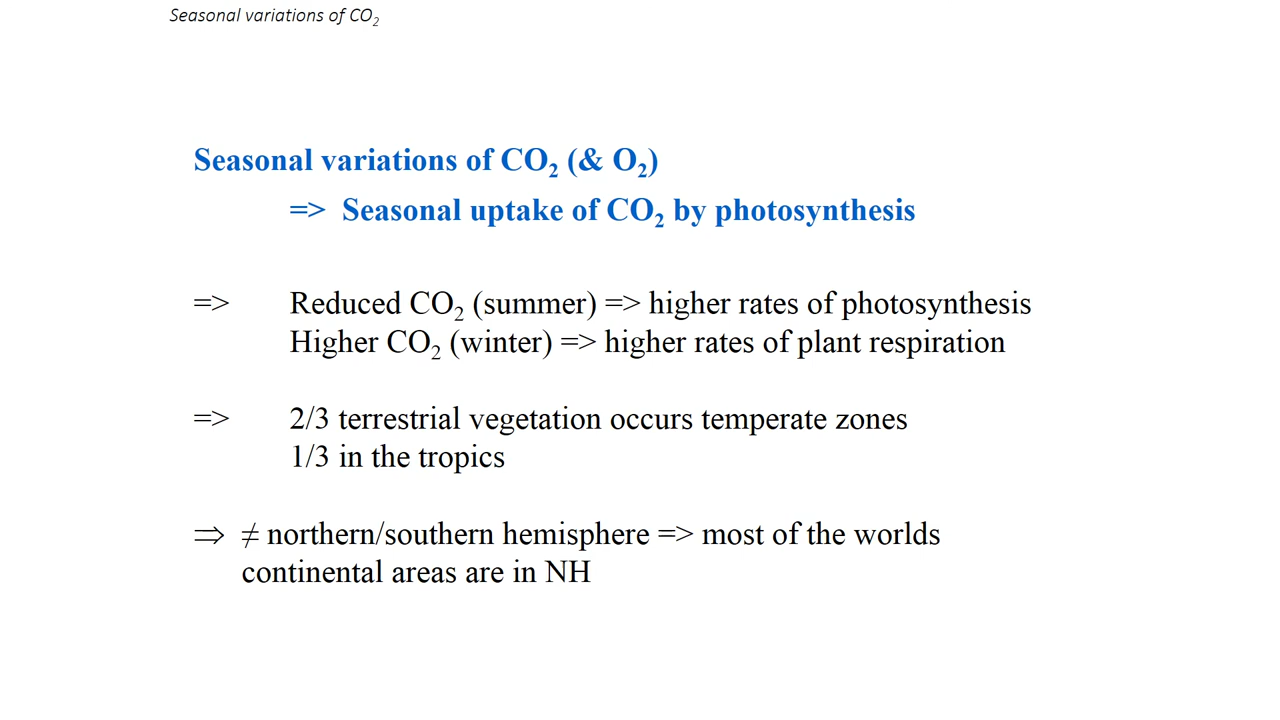 Seasonal variations of CO₂
Seasonal variations of CO₂ (& O₂)
=> Seasonal uptake of CO₂ by photosynthesis
=> Reduced CO₂ (summer) => higher rates of photosynthesis
Higher CO₂ (winter) => higher rates of plant respiration
=> 2/3 terrestrial vegetation occurs temperate zones
1/3 in the tropics
⇒ ≠ northern/southern hemisphere => most of the worlds
continental areas are in NH